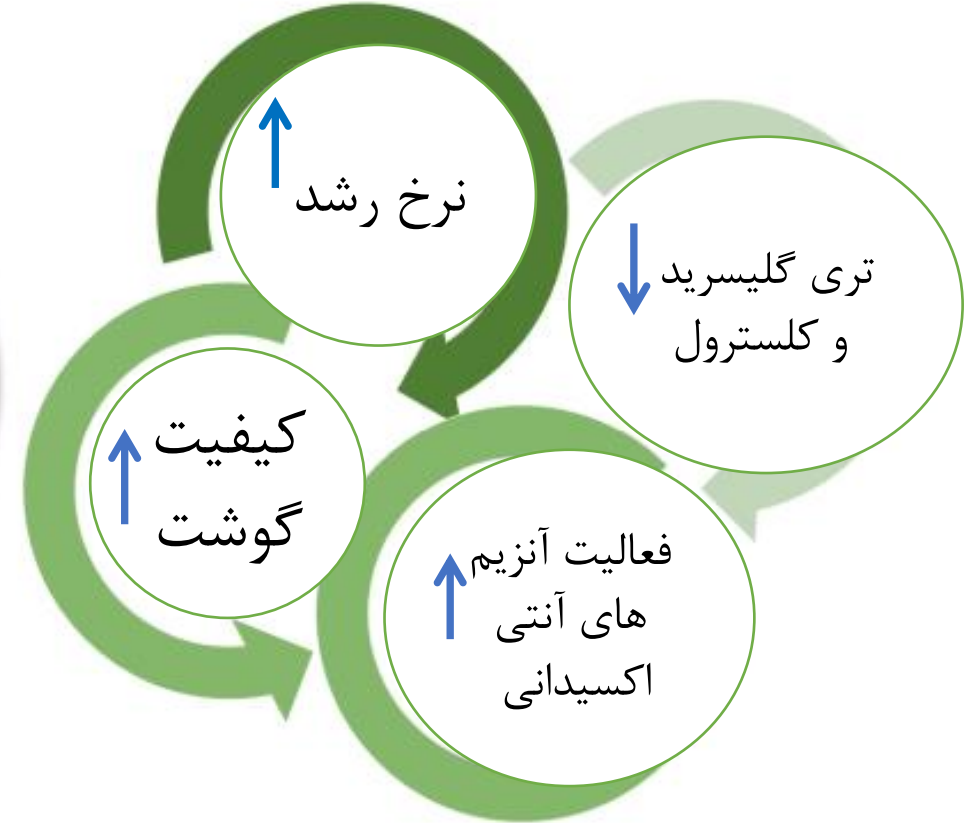 نرخ رشد
تری گلیسرید
و کلسترول
کیفیت
گوشت
فعالیت آنزیم
های آنتی
اکسیدانی